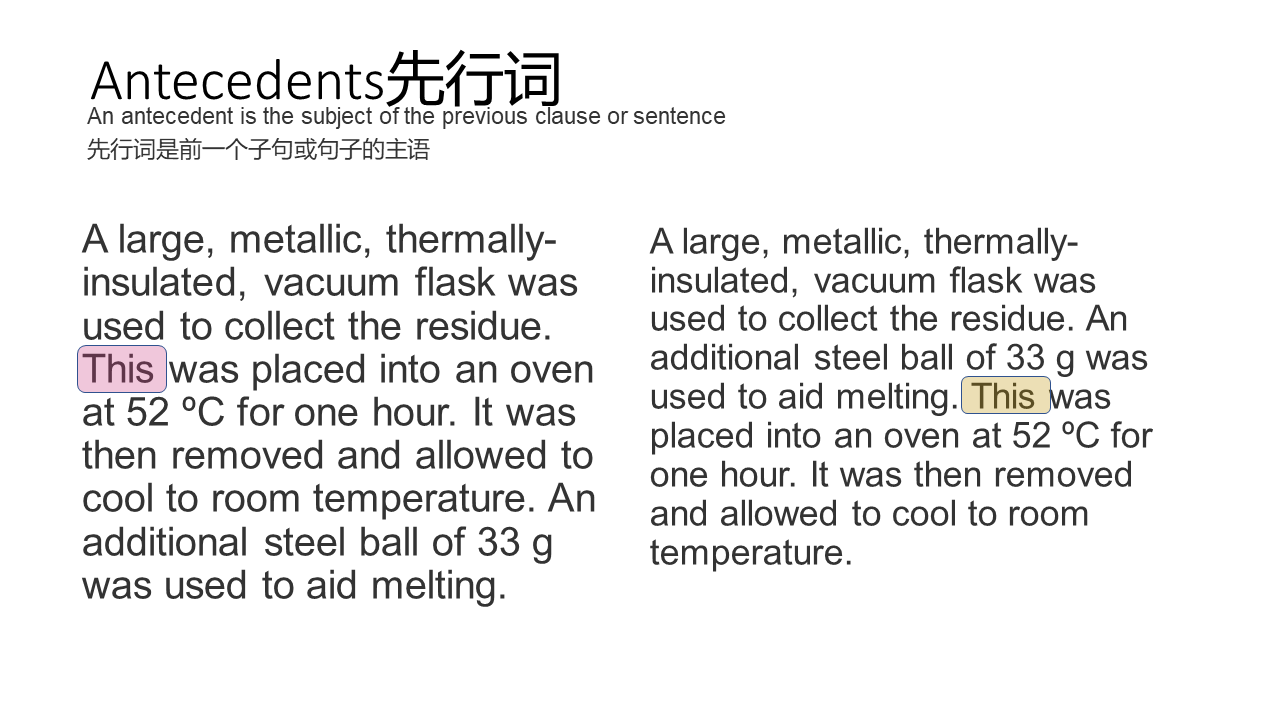 Antecedents先行词
An antecedent is the subject of the previous clause or sentence
先行词是前一个子句或句子的主语
A large, metallic, thermally-
insulated, vacuum flask was
used to collect the residue.
This was placed into an oven
at 52 ºC for one hour. It was
then removed and allowed to
cool to room temperature. An
additional steel ball of 33 g
was used to aid melting.
A large, metallic, thermally-
insulated, vacuum flask was
used to collect the residue. An
additional steel ball of 33 g was
used to aid melting. This was
placed into an oven at 52 ºC for
one hour. It was then removed
and allowed to cool to room
temperature.